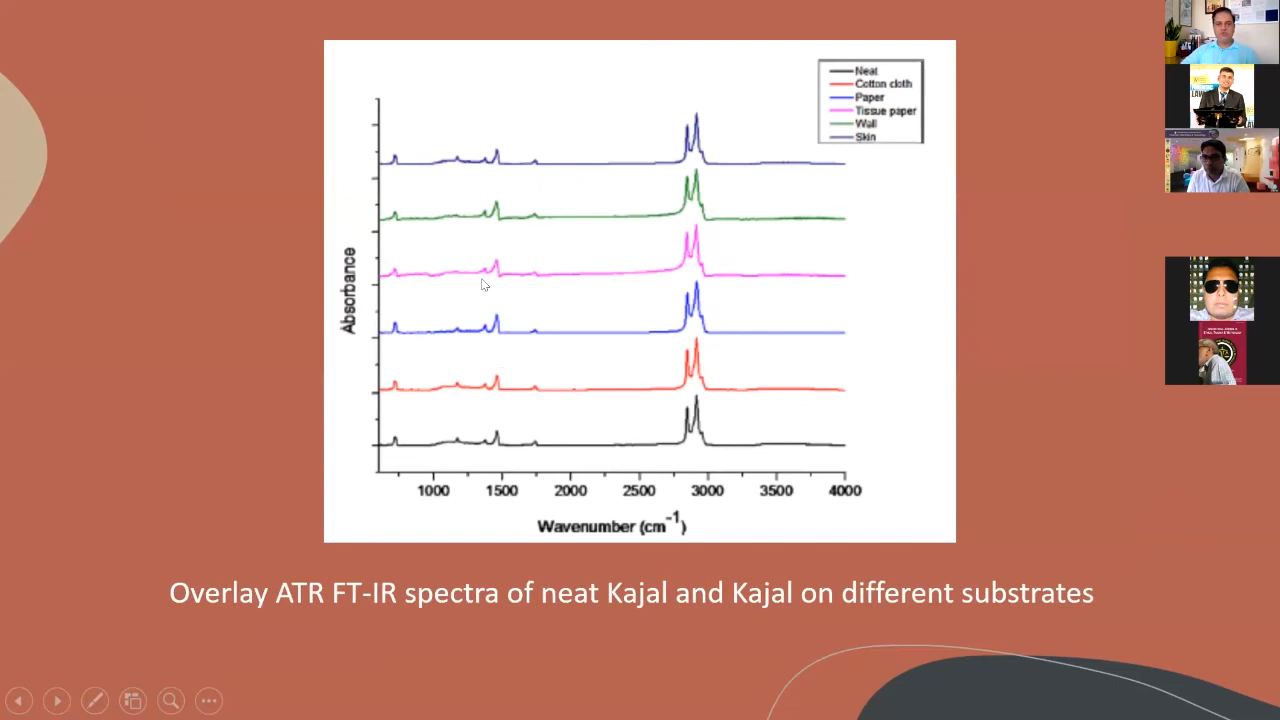 Neat
Cotton cloth
Paper
Tissue paper
Wall
Skin
Absorbance
1000 1500 2000 2500 3000 3500 4000
Wavenumber (cm⁻¹)
Overlay ATR FT-IR spectra of neat Kajal and Kajal on different substrates
LAW